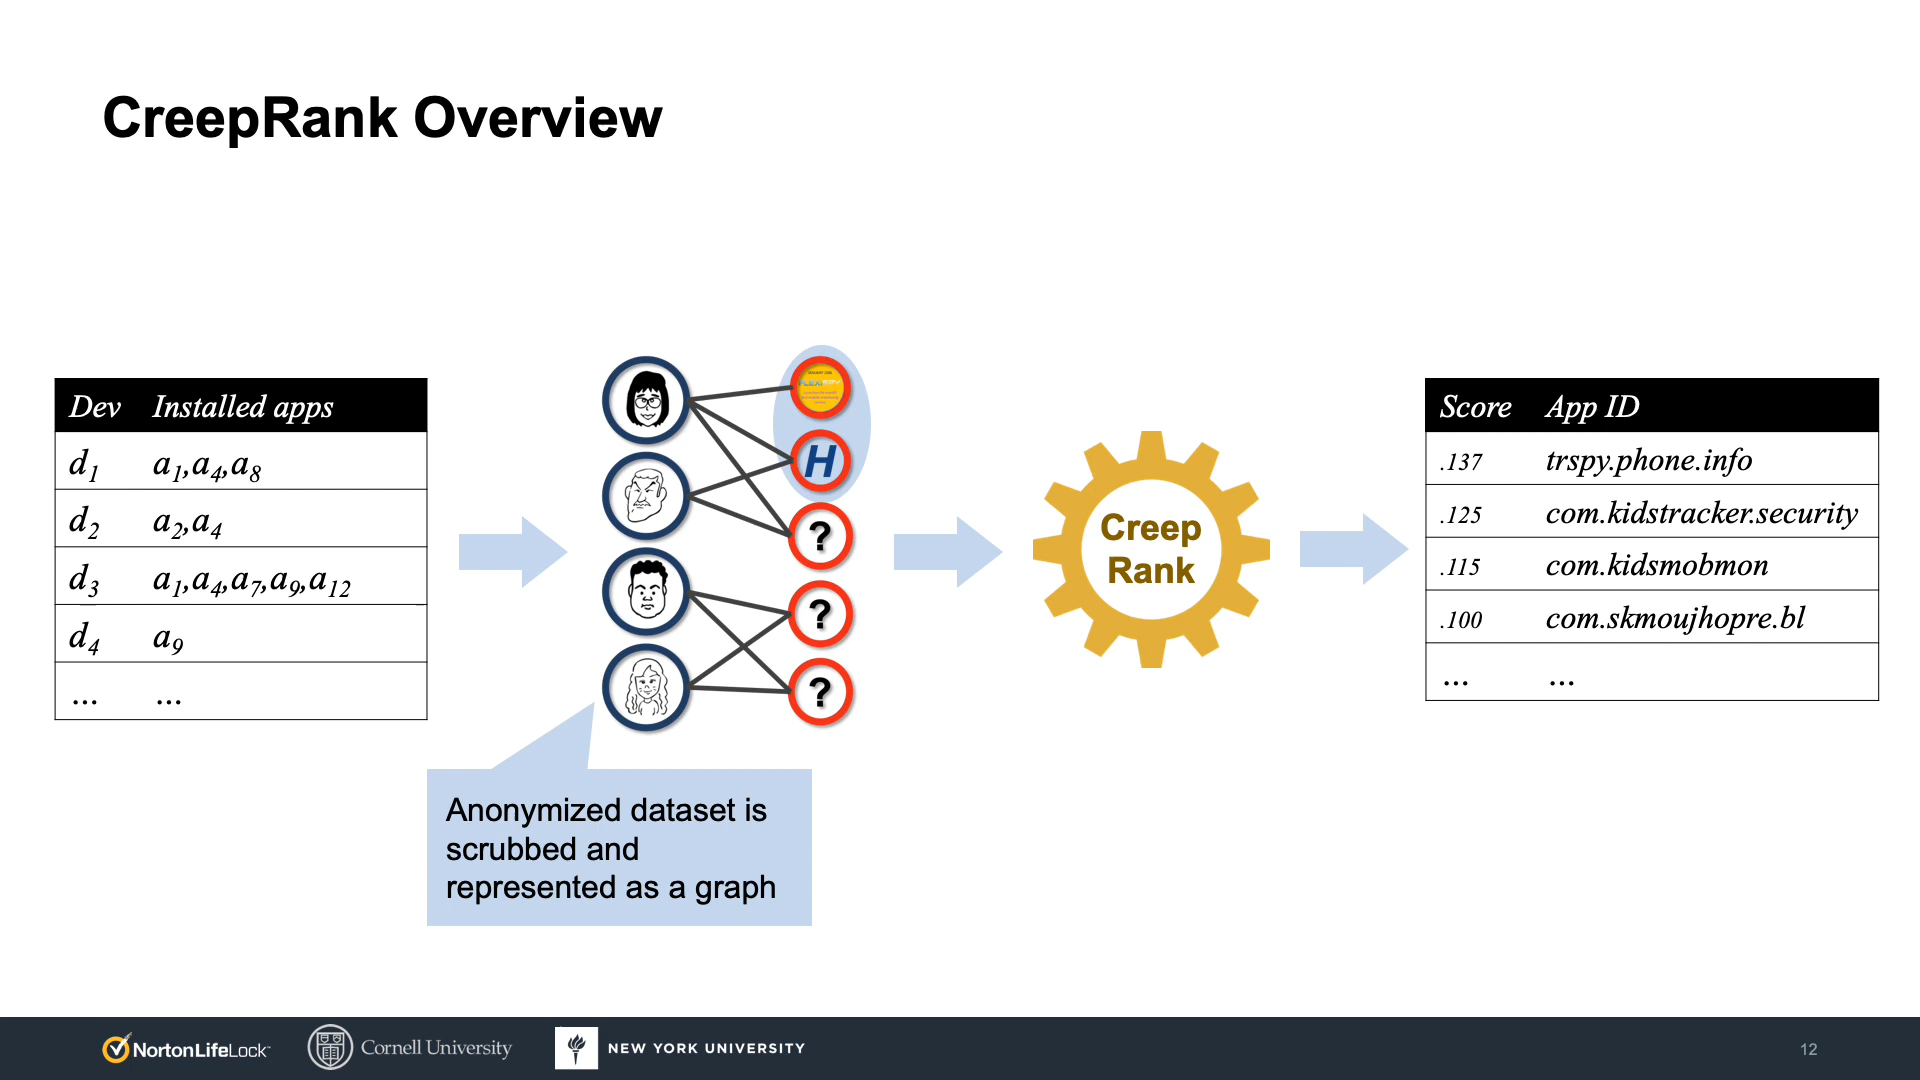 CreepRank Overview
Dev Installed apps
d1 a1,a4,a8
d2 a2,a4
d3 a1,a4,a7,a9,a12
d4 a9
... ...
H
?
?
?
Anonymized dataset is
scrubbed and
represented as a graph
Creep
Rank
Score App ID
.137 trspy.phone.info
.125 com.kidstracker.security
.115 com.kidsmobmon
.100 com.skmoujhopre.bl
... ...
NortonLifeLock
Cornell University
NEW YORK UNIVERSITY
12